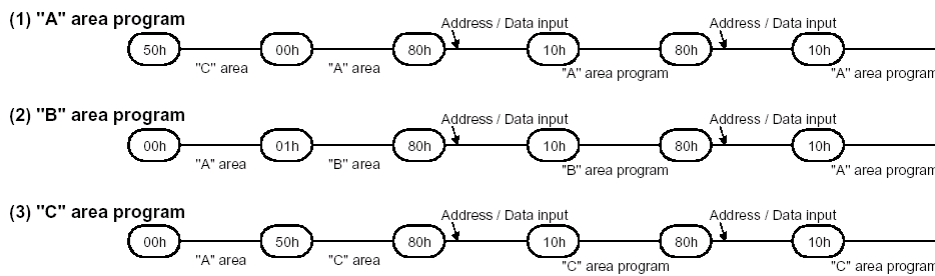 (1) "A" area program
Address / Data input Address / Data input
50h 00h 80h 10h 80h 10h
"C" area "A" area "A" area program "A" area program
(2) "B" area program
Address / Data input Address / Data input
00h 01h 80h 10h 80h 10h
"A" area "B" area "B" area program "A" area program
(3) "C" area program
Address / Data input Address / Data input
00h 50h 80h 10h 80h 10h
"A" area "C" area "C" area program "C" area program